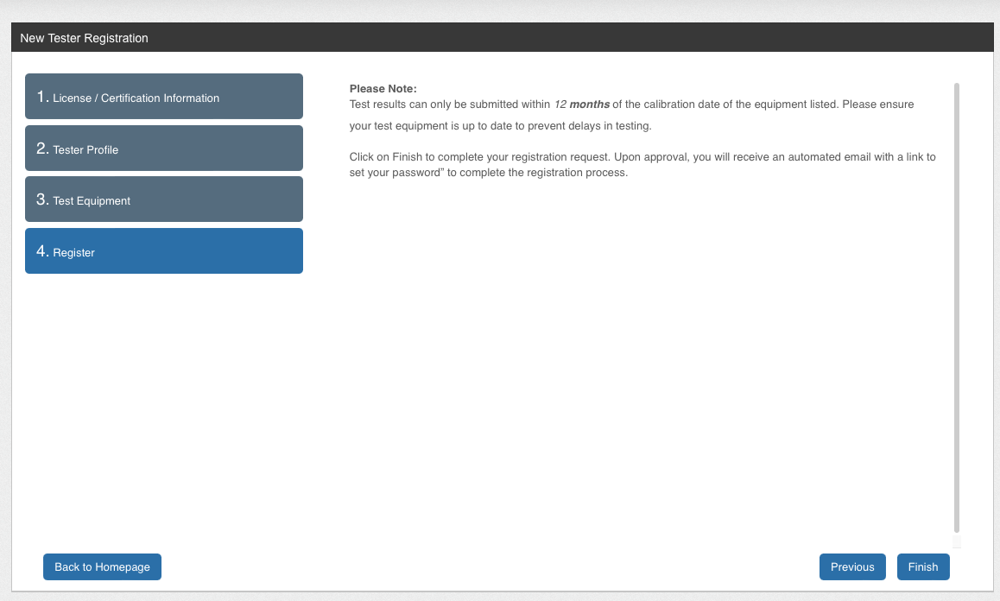 New Tester Registration
1. License / Certification Information
2. Tester Profile
3. Test Equipment
4. Register
Please Note:
Test results can only be submitted within 12 months of the calibration date of the equipment listed. Please ensure
your test equipment is up to date to prevent delays in testing.
Click on Finish to complete your registration request. Upon approval, you will receive an automated email with a link to
set your password” to complete the registration process.
Back to Homepage
Previous
Finish